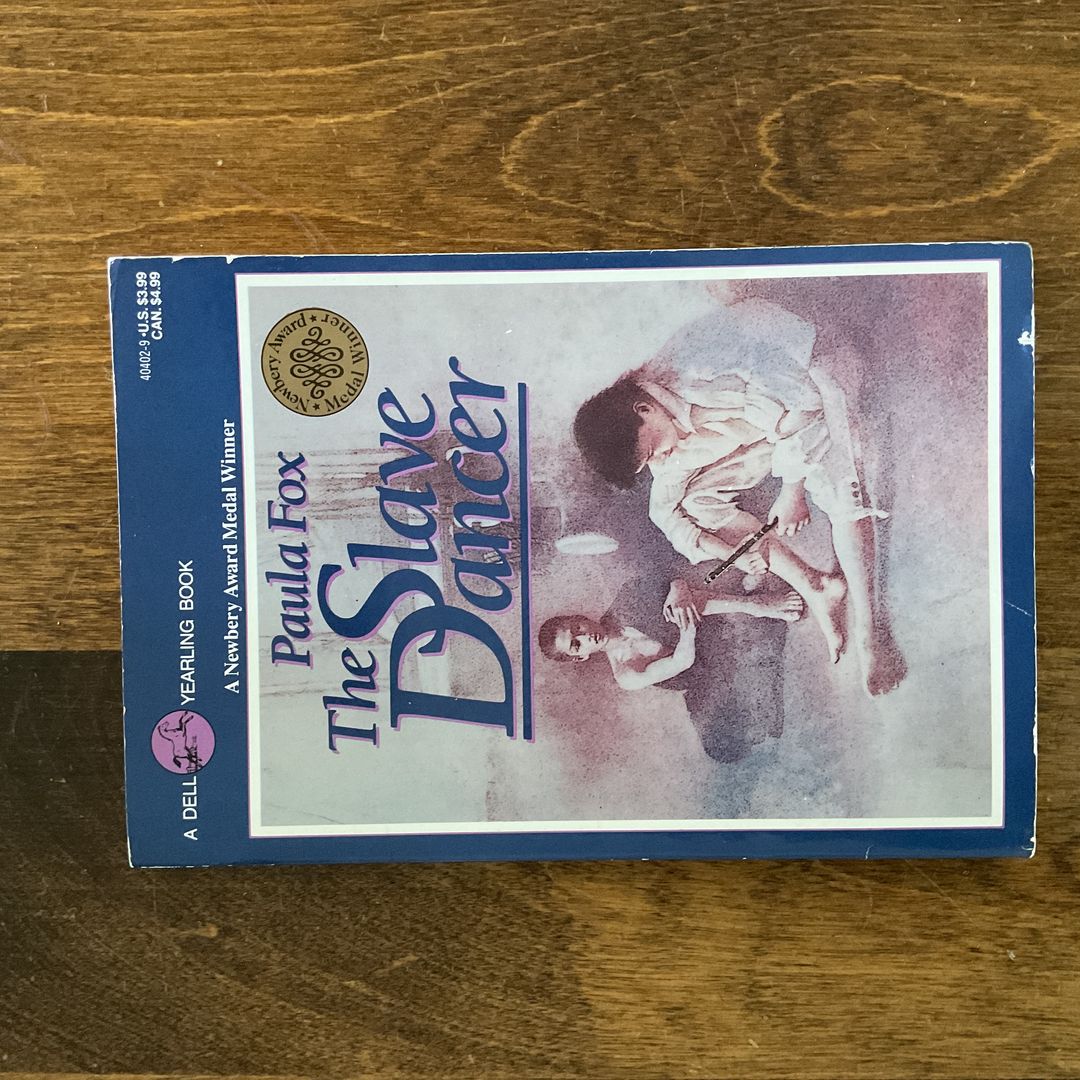 A DELL YEARLING BOOK
40402-9 • U.S. $3.99
CAN. $4.99
A Newbery Award Medal Winner
Newbery Award ★ Medal Winner ★
Paula Fox
The Slave
Dancer